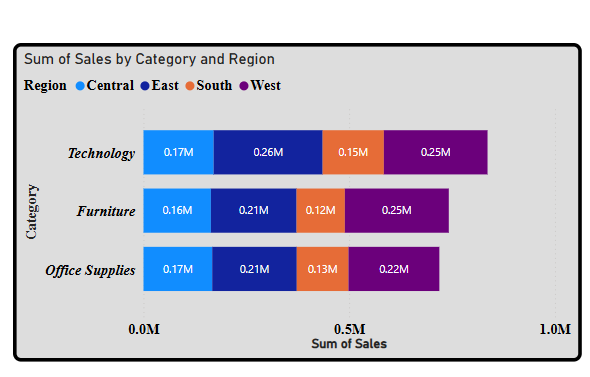 Sum of Sales by Category and Region
Region Central East South West
Category
Technology 0.17M 0.26M 0.15M 0.25M
Furniture 0.16M 0.21M 0.12M 0.25M
Office Supplies 0.17M 0.21M 0.13M 0.22M
0.0M 0.5M 1.0M
Sum of Sales